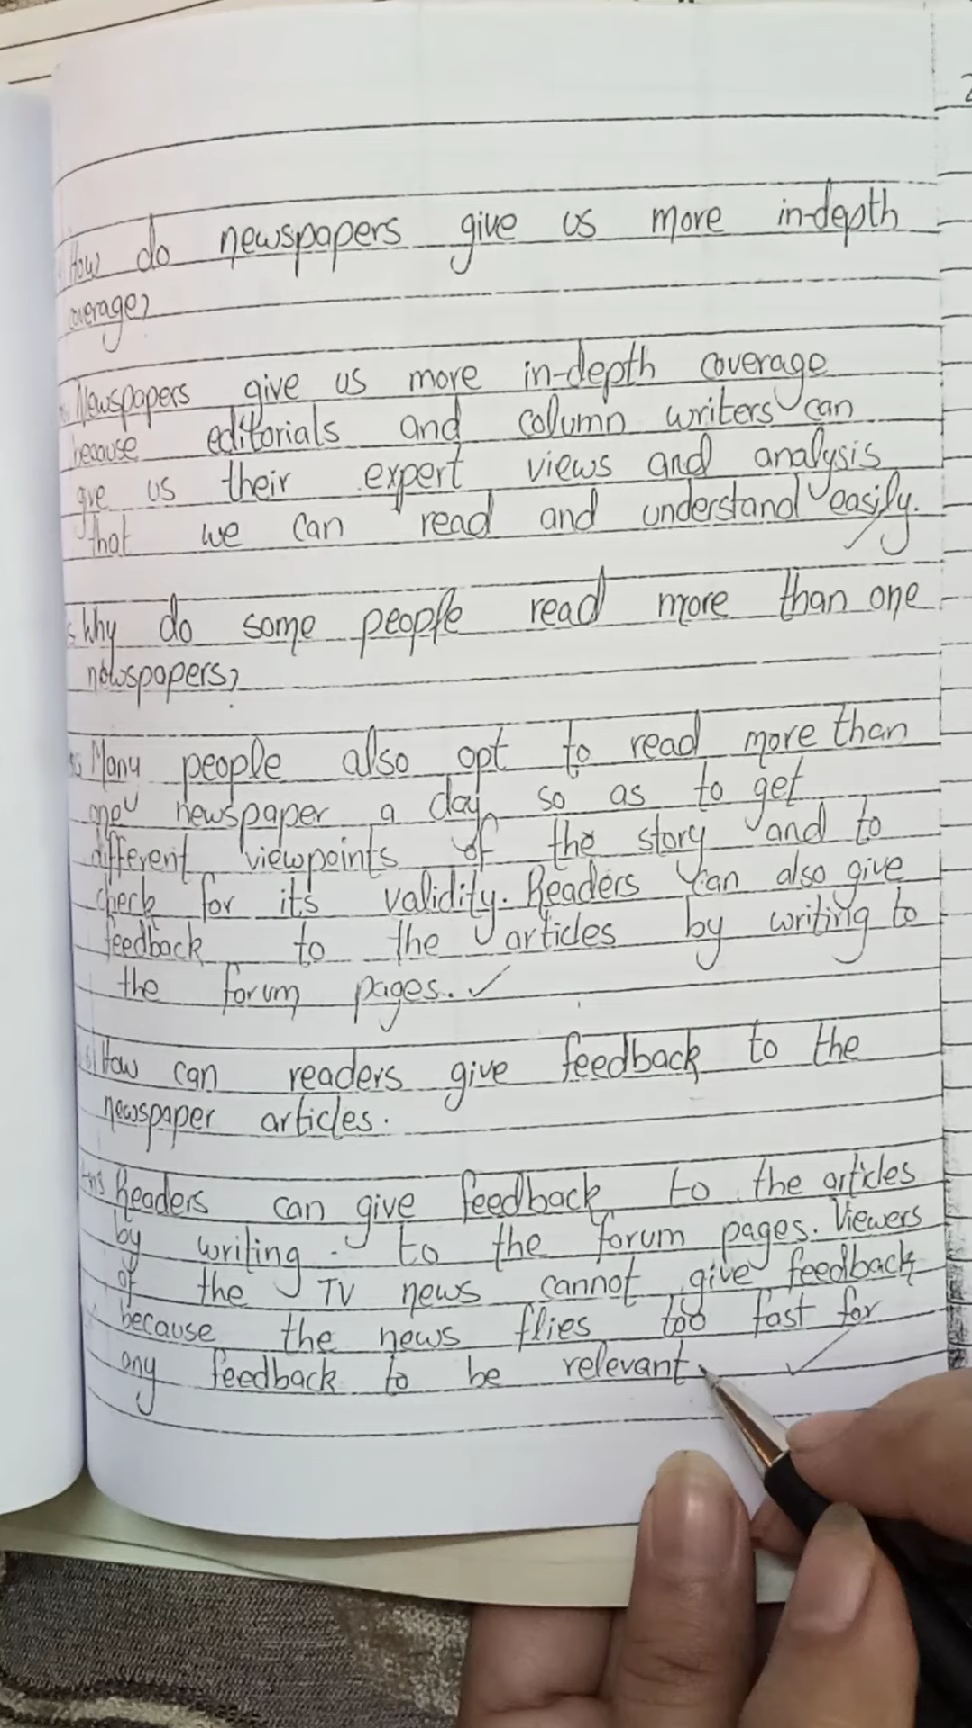 How do newspapers give us more in-depth
coverage?
Newspapers give us more in-depth coverage
because editorials and column writers can
give us their expert views and analysis
that we can read and understand easily.
Why do some people read more than one
newspapers?
Many people also opt to read more than
one newspaper a day so as to get
different viewpoints of the story and to
check for it's validity. Readers can also give
feedback to the articles by writing to
the forum pages.
How can readers give feedback to the
newspaper articles.
Ans Readers can give feedback to the articles
by writing to the forum pages. Viewers
of the TV news cannot give feedback
because the news flies too fast for
any feedback to be relevant.